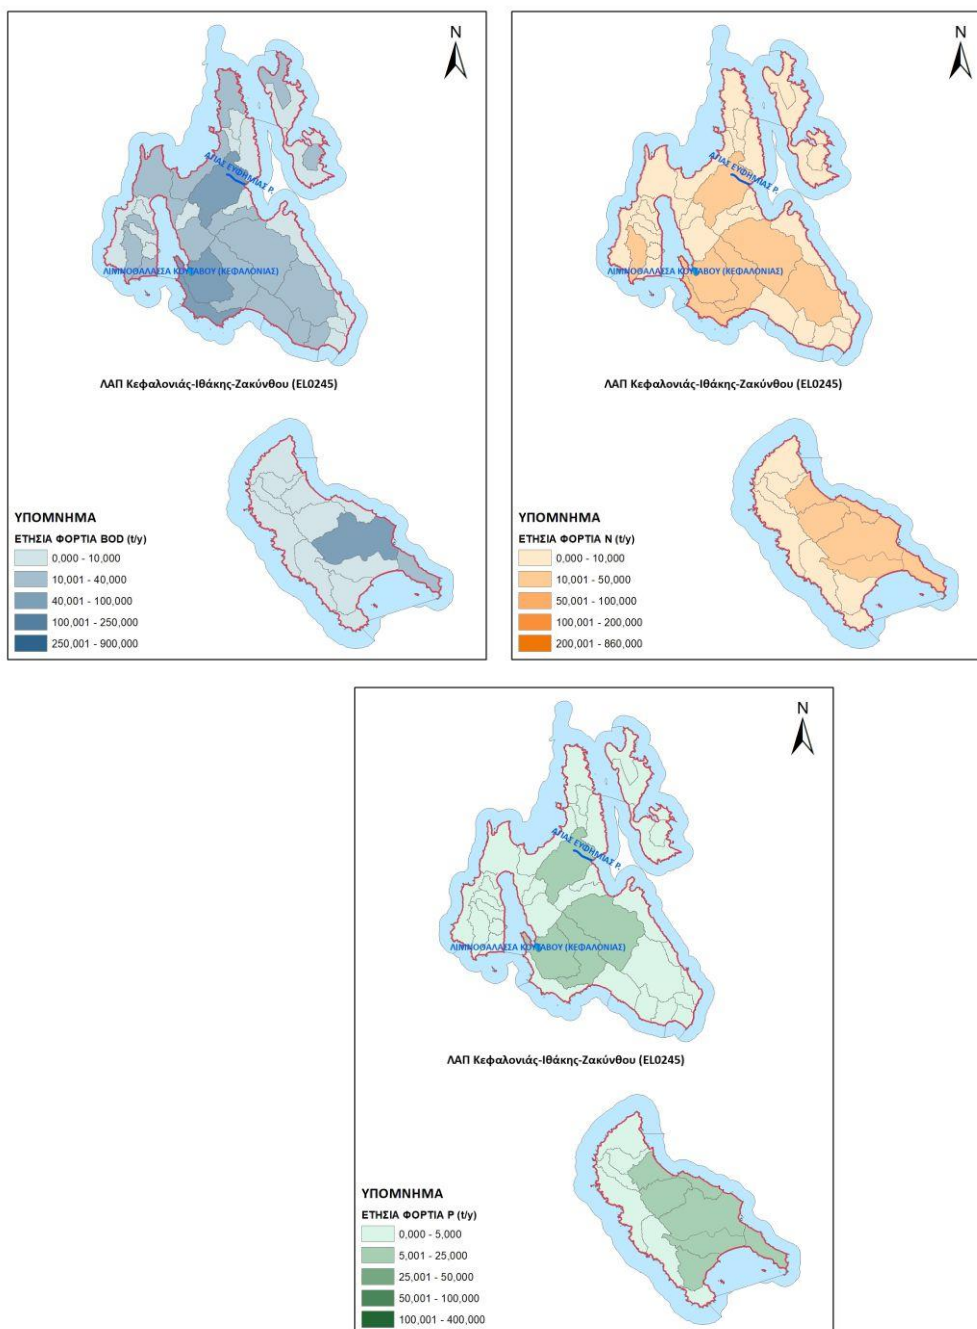 N
ΑΓΙΑΣ ΕΥΦΗΜΙΑΣ Ρ.
ΛΙΜΝΟΘΑΛΑΣΣΑ ΚΟΥΤΑΒΟΥ (ΚΕΦΑΛΟΝΙΑΣ)
ΛΑΠ Κεφαλονιάς-Ιθάκης-Ζακύνθου (EL0245)
ΥΠΟΜΝΗΜΑ
ΕΤΗΣΙΑ ΦΟΡΤΙΑ BOD (t/y)
0,000 - 10,000
10,001 - 40,000
40,001 - 100,000
100,001 - 250,000
250,001 - 900,000
N
ΑΓΙΑΣ ΕΥΦΗΜΙΑΣ Ρ.
ΛΙΜΝΟΘΑΛΑΣΣΑ ΚΟΥΤΑΒΟΥ (ΚΕΦΑΛΟΝΙΑΣ)
ΛΑΠ Κεφαλονιάς-Ιθάκης-Ζακύνθου (EL0245)
ΥΠΟΜΝΗΜΑ
ΕΤΗΣΙΑ ΦΟΡΤΙΑ N (t/y)
0,000 - 10,000
10,001 - 50,000
50,001 - 100,000
100,001 - 200,000
200,001 - 860,000
N
ΑΓΙΑΣ ΕΥΦΗΜΙΑΣ Ρ.
ΛΙΜΝΟΘΑΛΑΣΣΑ ΚΟΥΤΑΒΟΥ (ΚΕΦΑΛΟΝΙΑΣ)
ΛΑΠ Κεφαλονιάς-Ιθάκης-Ζακύνθου (EL0245)
ΥΠΟΜΝΗΜΑ
ΕΤΗΣΙΑ ΦΟΡΤΙΑ P (t/y)
0,000 - 5,000
5,001 - 25,000
25,001 - 50,000
50,001 - 100,000
100,001 - 400,000